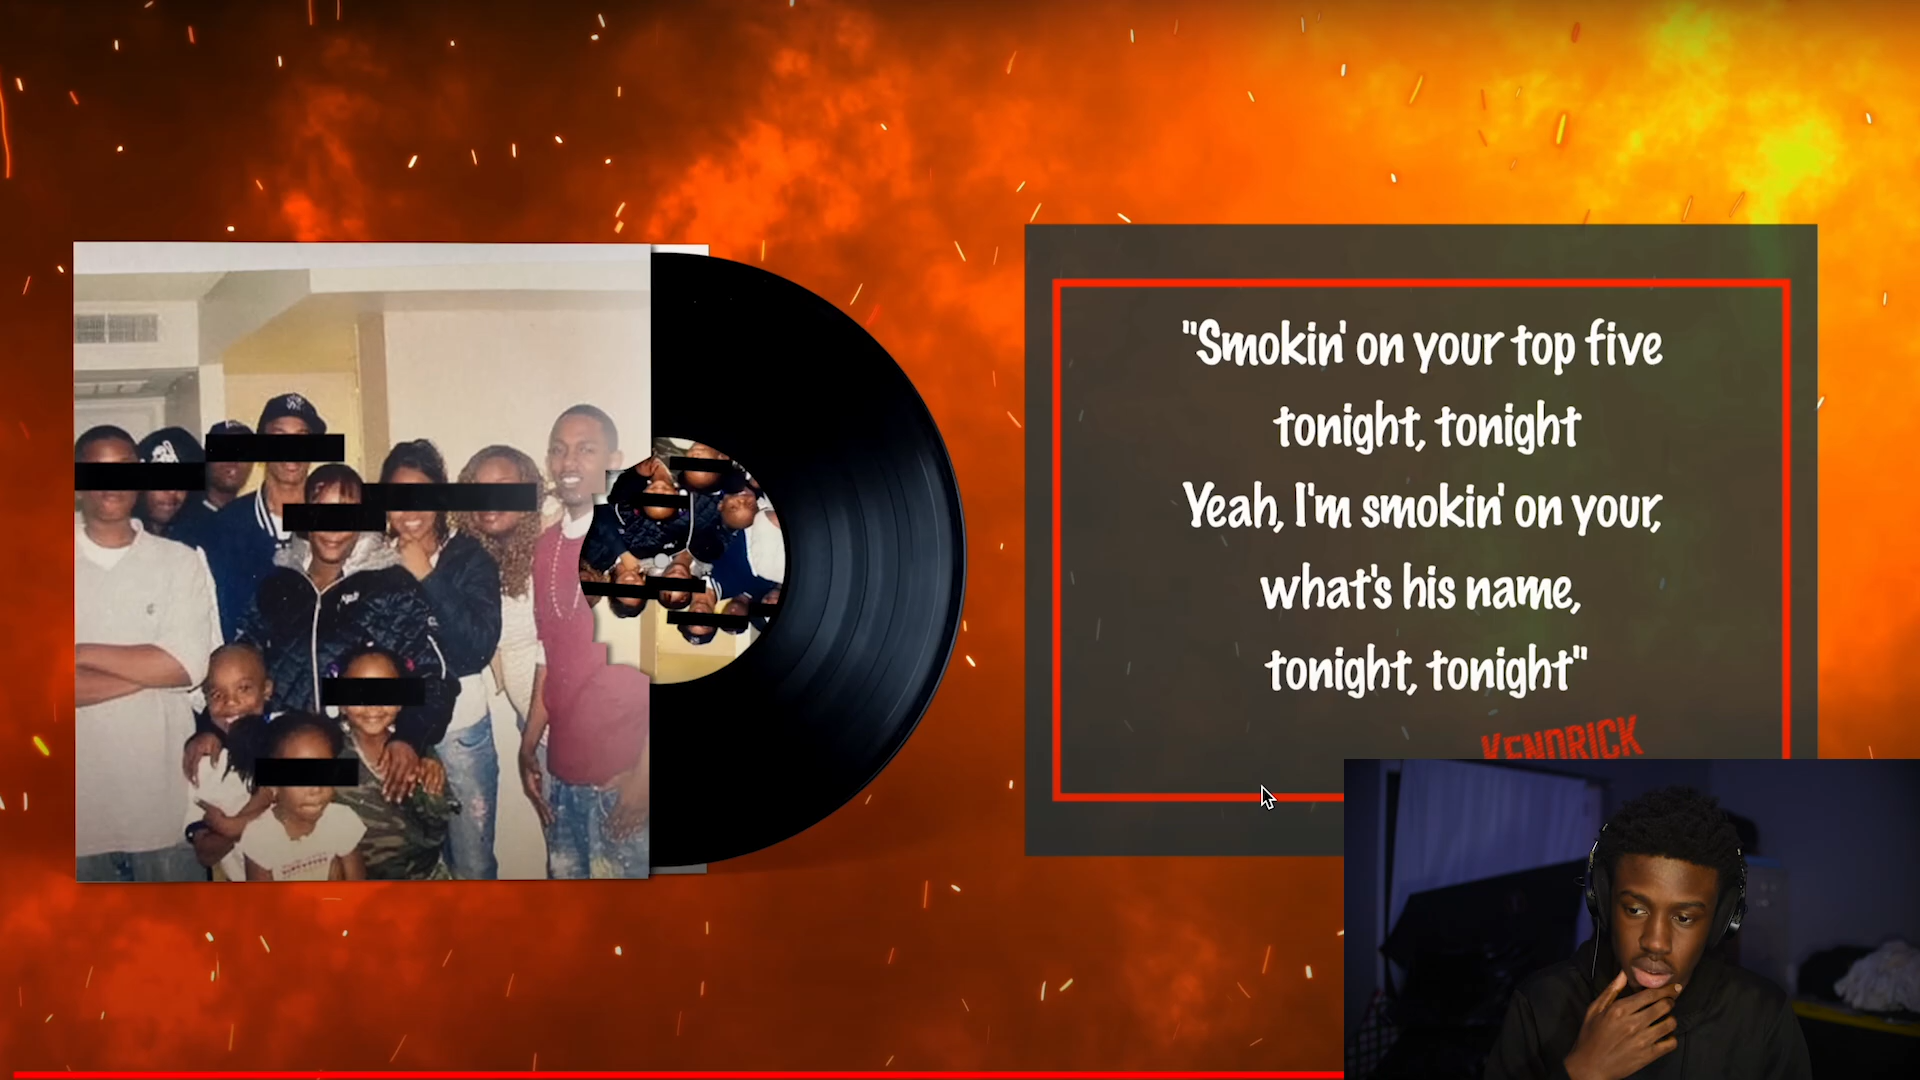 "Smokin' on your top five
tonight, tonight
Yeah, I'm smokin' on your,
what's his name,
tonight, tonight"
KENDRICK